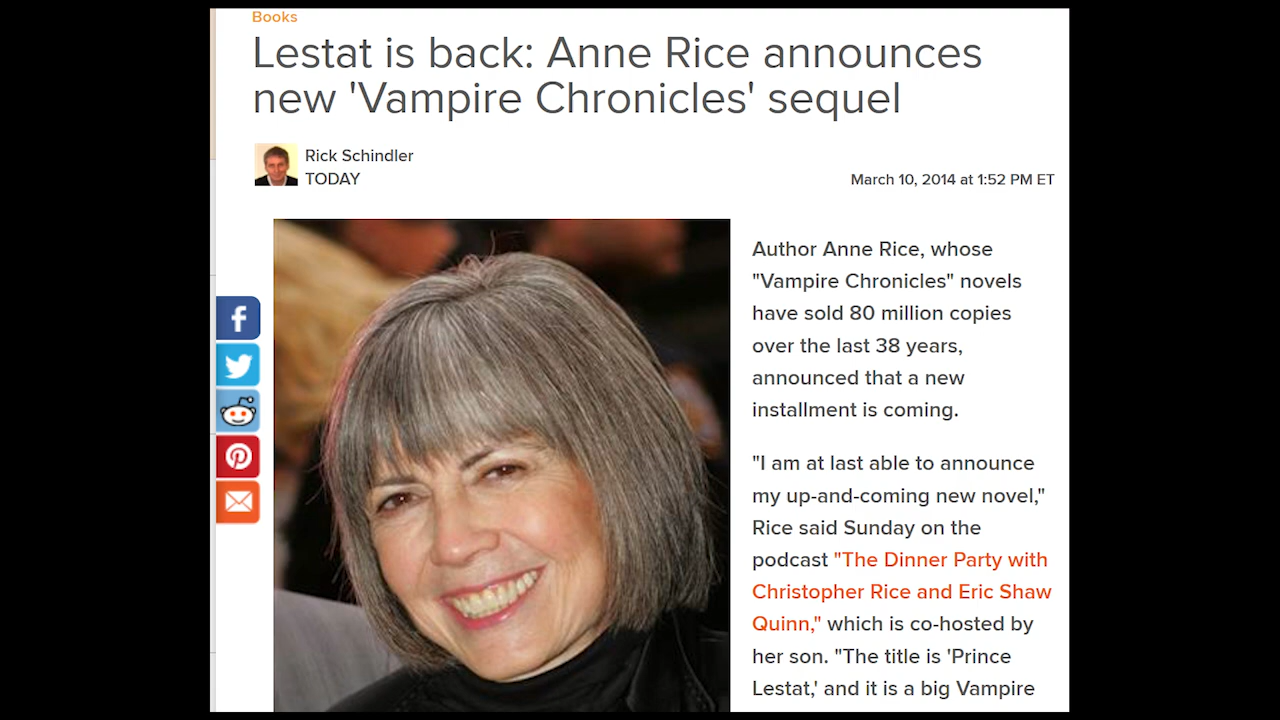 Books
Lestat is back: Anne Rice announces
new 'Vampire Chronicles' sequel
Rick Schindler
TODAY
March 10, 2014 at 1:52 PM ET
Author Anne Rice, whose
"Vampire Chronicles" novels
have sold 80 million copies
over the last 38 years,
announced that a new
installment is coming.
"I am at last able to announce
my up-and-coming new novel,"
Rice said Sunday on the
podcast "The Dinner Party with
Christopher Rice and Eric Shaw
Quinn," which is co-hosted by
her son. "The title is 'Prince
Lestat,' and it is a big Vampire